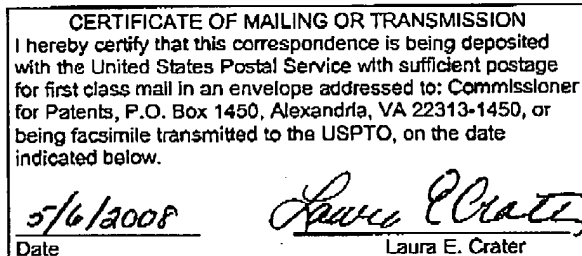 CERTIFICATE OF MAILING OR TRANSMISSION
I hereby certify that this correspondence is being deposited
with the United States Postal Service with sufficient postage
for first class mail in an envelope addressed to: Commissioner
for Patents, P.O. Box 1450, Alexandria, VA 22313-1450, or
being facsimile transmitted to the USPTO, on the date
indicated below.
5/6/2008 Laura E Crater
Date Laura E. Crater